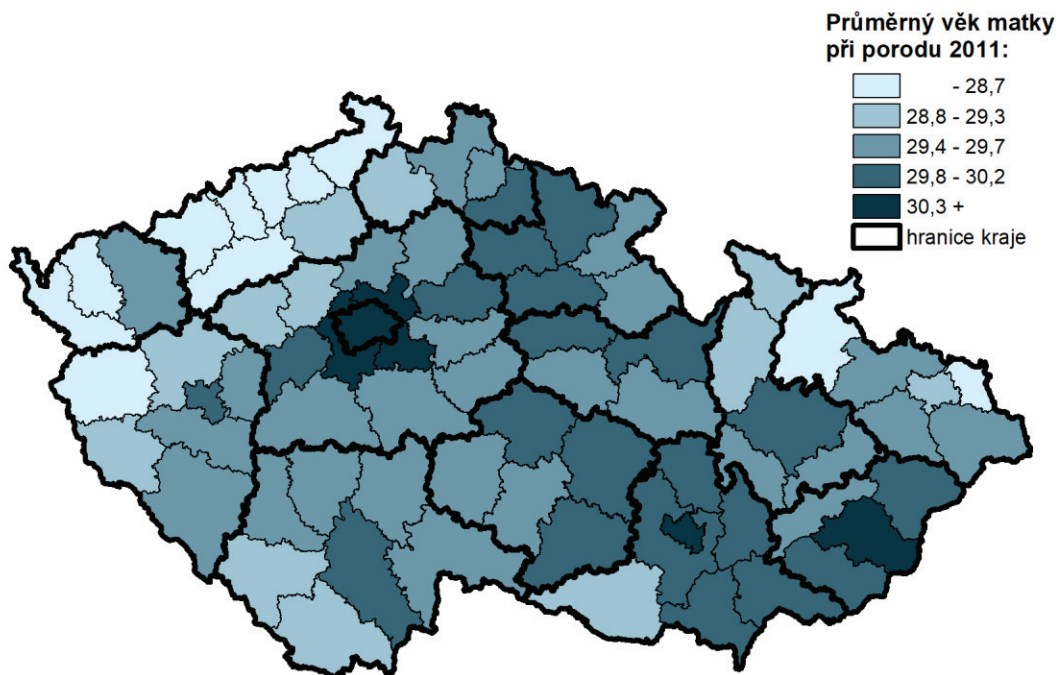 Průměrný věk matky
při porodu 2011:
- 28,7
28,8 - 29,3
29,4 - 29,7
29,8 - 30,2
30,3 +
hranice kraje